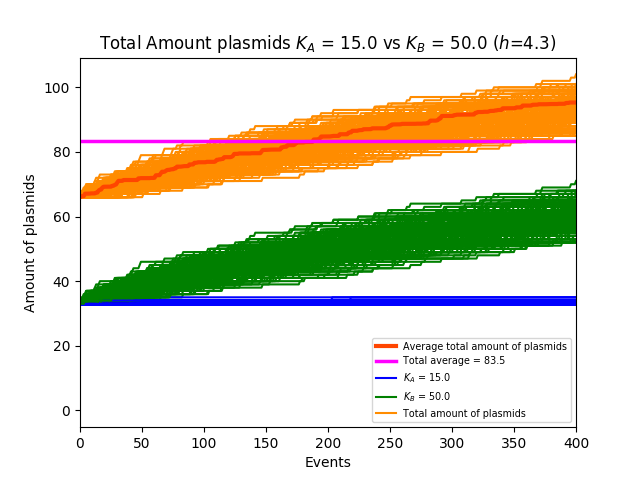 Total Amount plasmids K_A = 15.0 vs K_B = 50.0 (h=4.3)
Amount of plasmids
100
80
60
40
20
0
Average total amount of plasmids
Total average = 83.5
K_A = 15.0
K_B = 50.0
Total amount of plasmids
0 50 100 150 200 250 300 350 400
Events